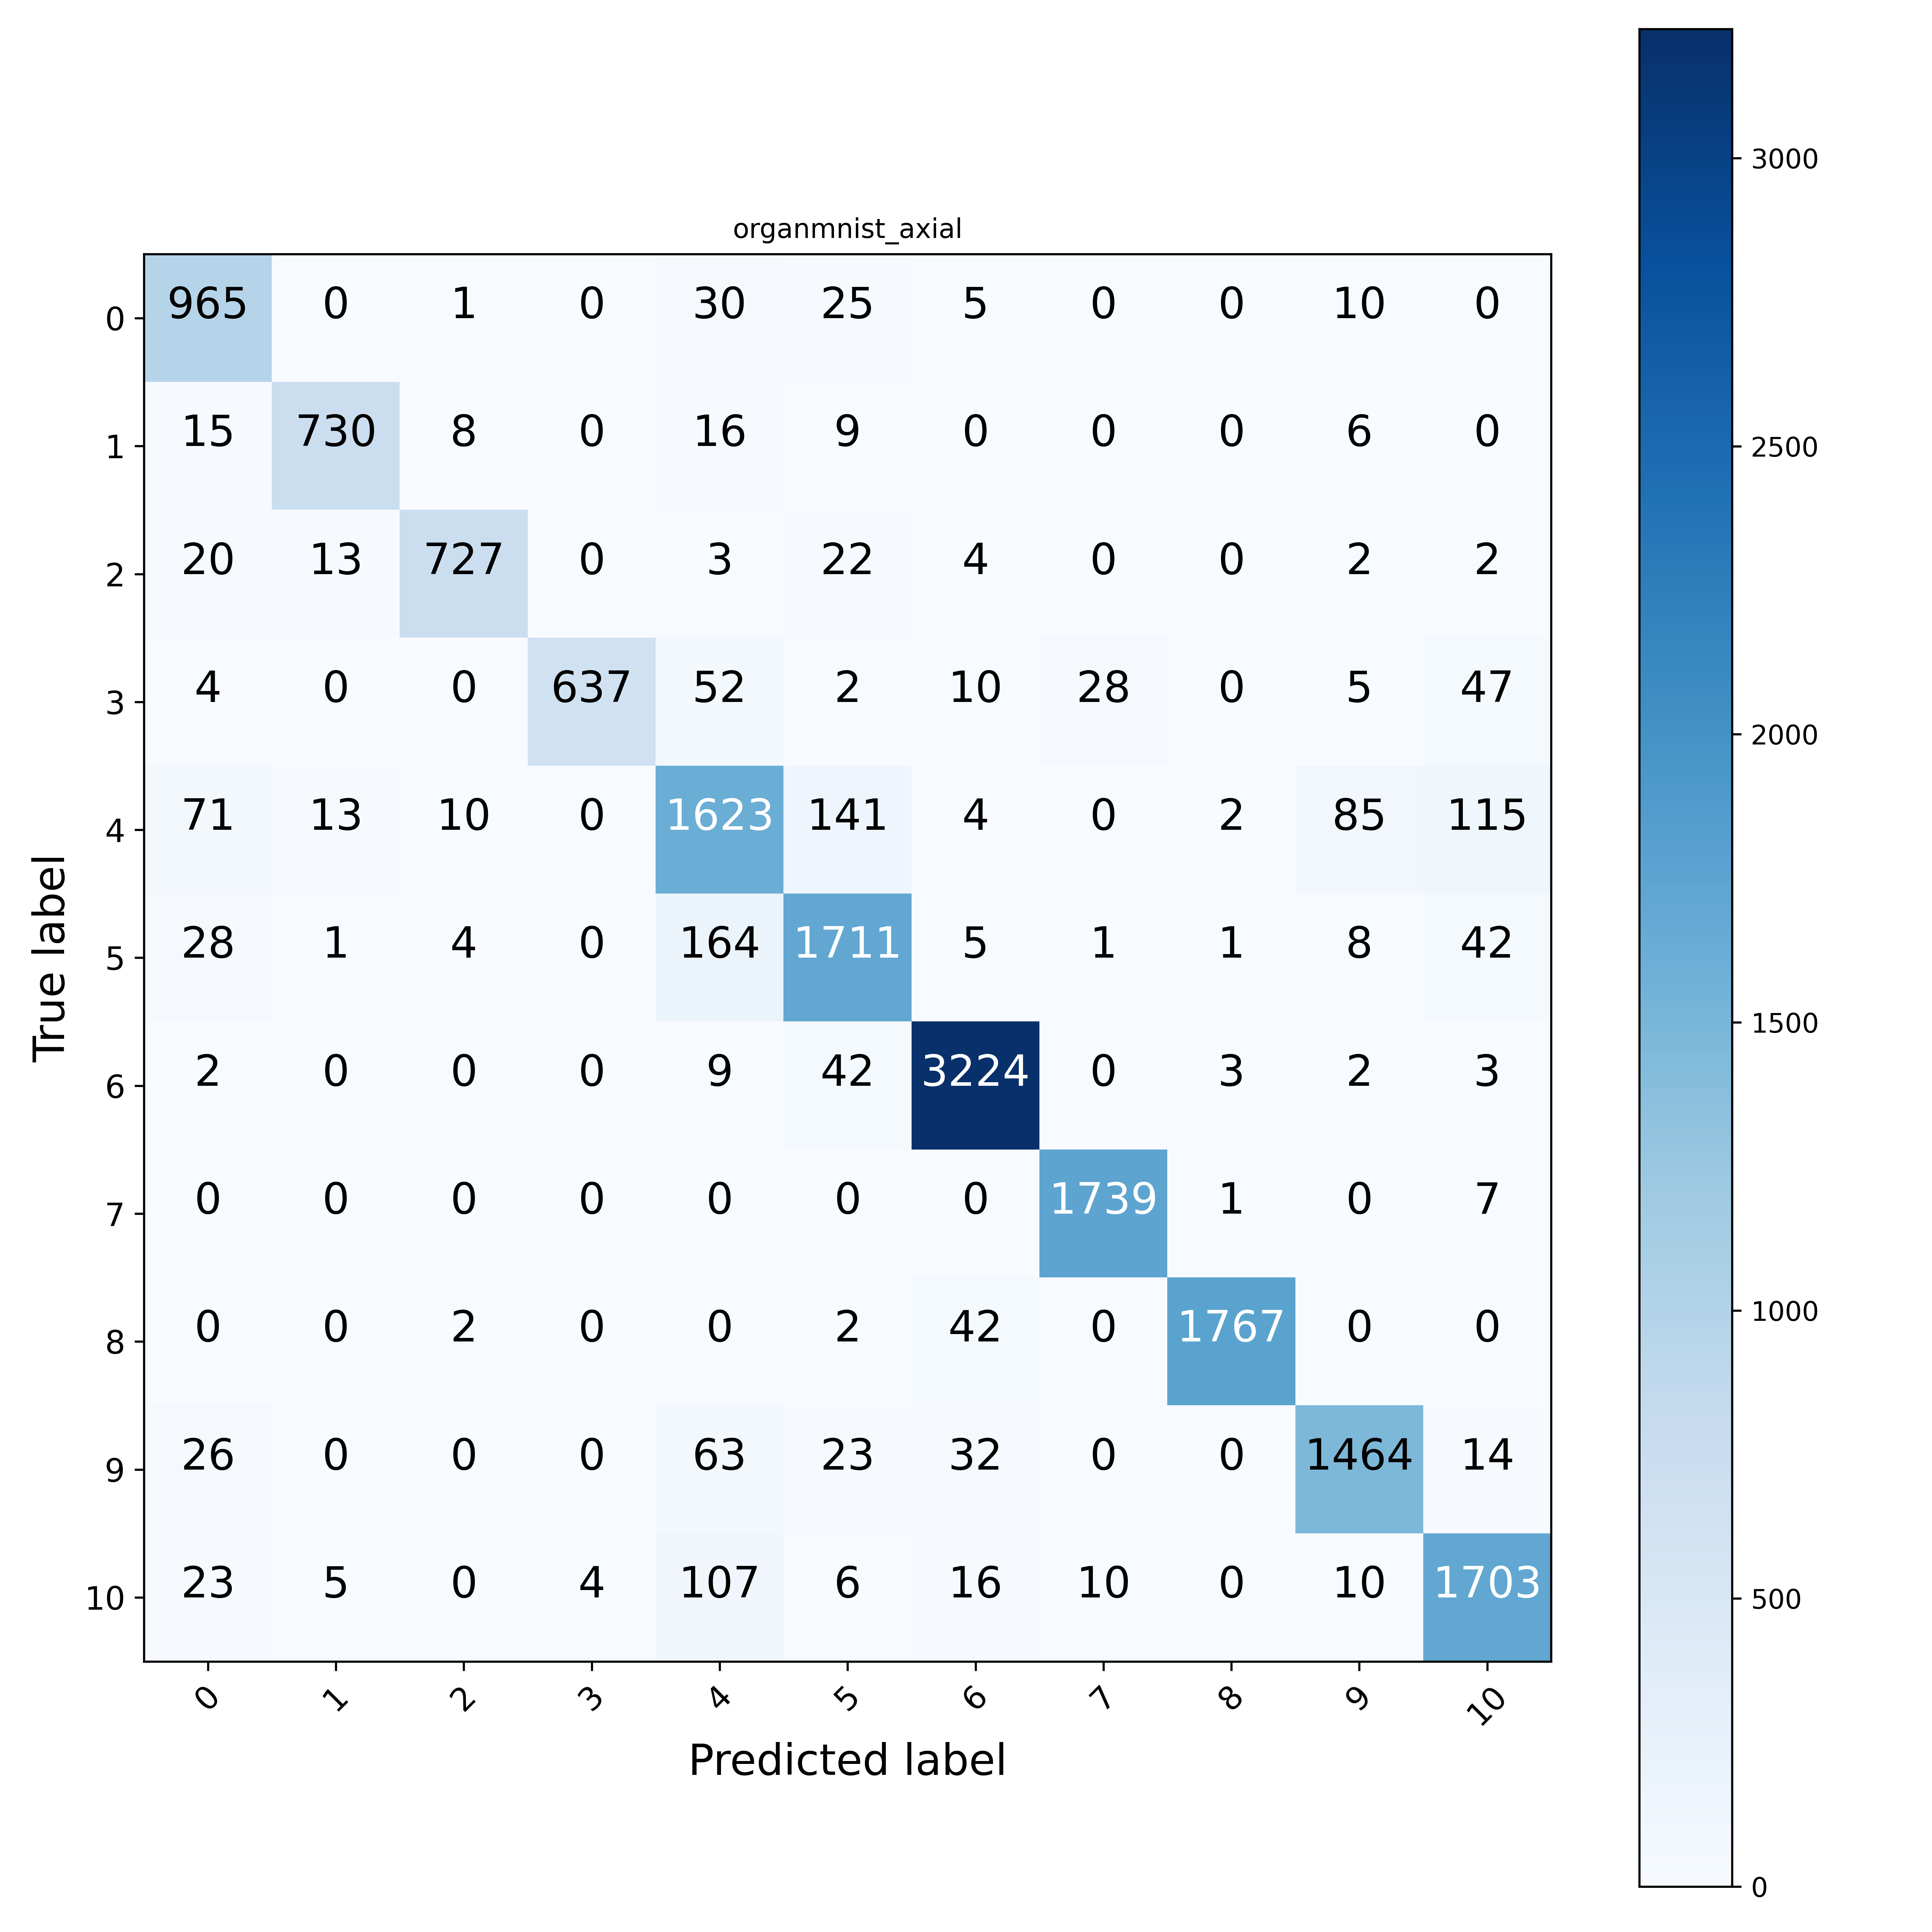 organmnist_axial
0 965 0 1 0 30 25 5 0 0 10 0
1 15 730 8 0 16 9 0 0 0 6 0
2 20 13 727 0 3 22 4 0 0 2 2
3 4 0 0 637 52 2 10 28 0 5 47
4 71 13 10 0 1623 141 4 0 2 85 115
5 28 1 4 0 164 1711 5 1 1 8 42
6 2 0 0 0 9 42 3224 0 3 2 3
7 0 0 0 0 0 0 0 1739 1 0 7
8 0 0 2 0 0 2 42 0 1767 0 0
9 26 0 0 0 63 23 32 0 0 1464 14
10 23 5 0 4 107 6 16 10 0 10 1703
0 1 2 3 4 5 6 7 8 9 10
Predicted label
True label
3000
2500
2000
1500
1000
500
0